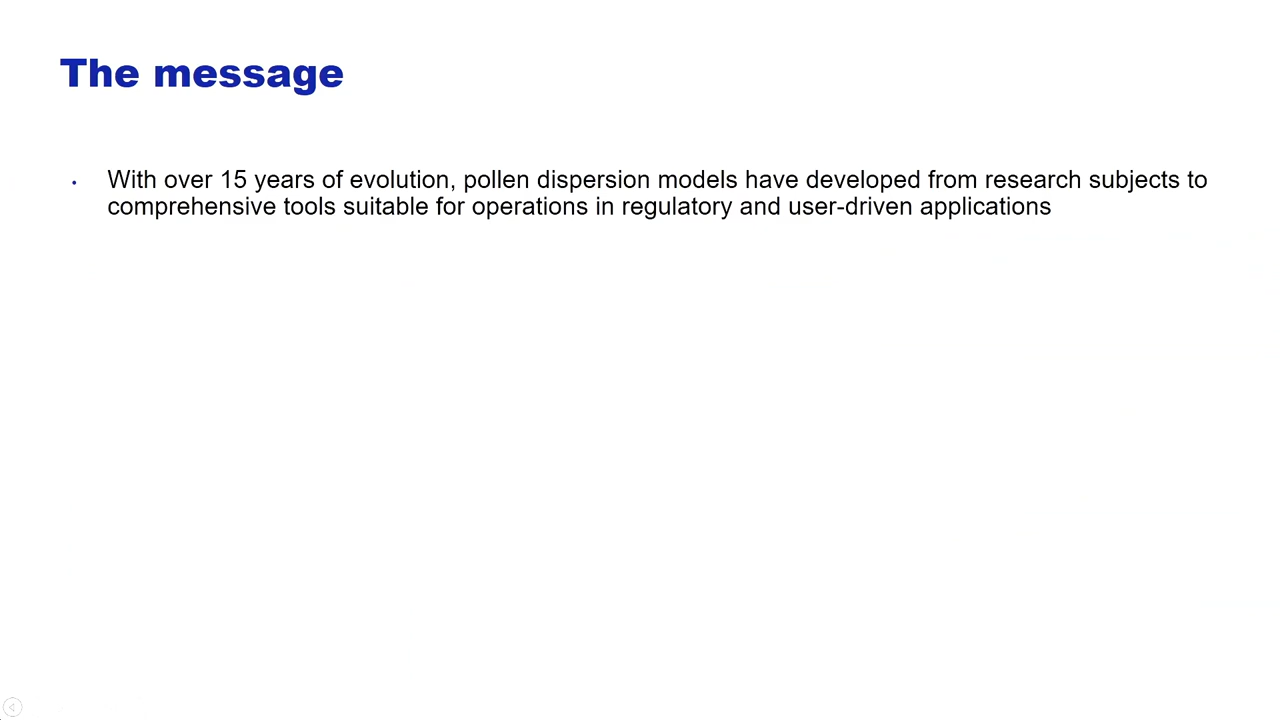 The message
• With over 15 years of evolution, pollen dispersion models have developed from research subjects to
comprehensive tools suitable for operations in regulatory and user-driven applications